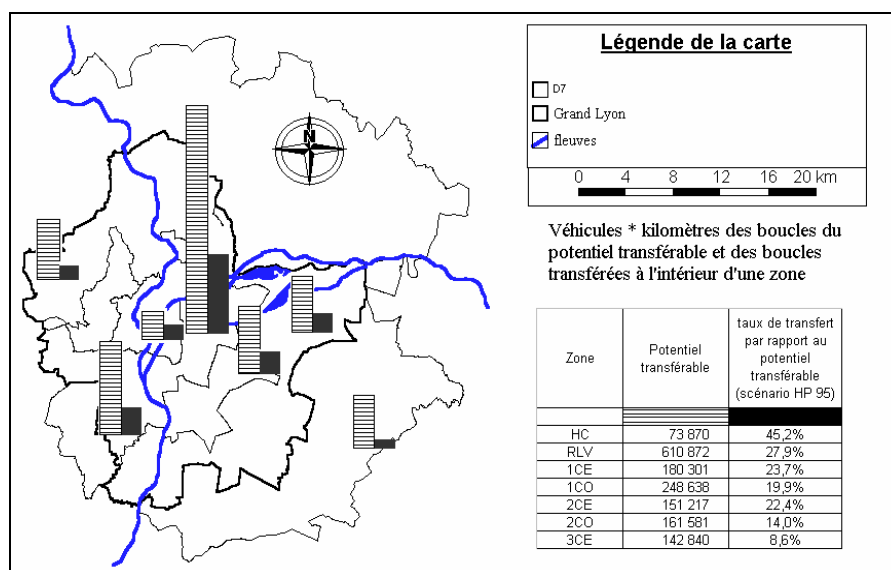 Légende de la carte
D7
Grand Lyon
fleuves
0 4 8 12 16 20 km
N
Véhicules * kilomètres des boucles du
potentiel transférable et des boucles
transférées à l'intérieur d'une zone
Zone
Potentiel
transférable
taux de transfert
par rapport au
potentiel
transférable
(scénario HP 95)
HC 73 870 45,2%
RLV 610 872 27,9%
1CE 180 301 23,7%
1CO 248 638 19,9%
2CE 151 217 22,4%
2CO 161 581 14,0%
3CE 142 840 8,6%